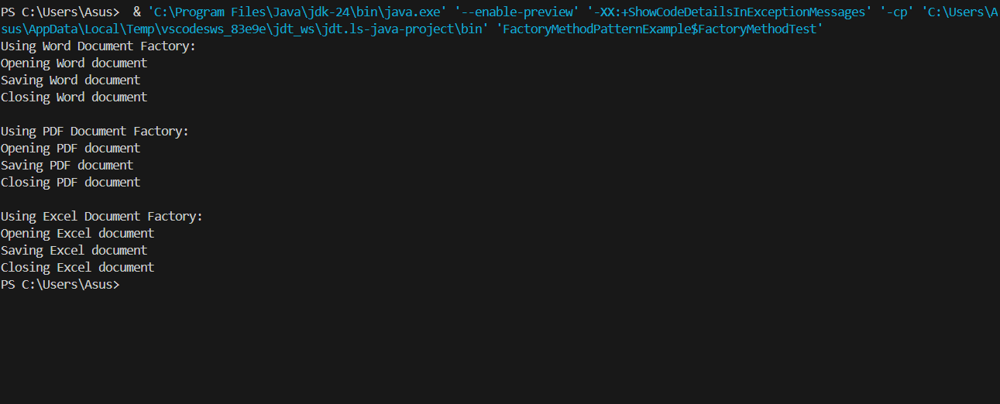 PS C:\Users\Asus>  & 'C:\Program Files\Java\jdk-24\bin\java.exe' '--enable-preview' '-XX:+ShowCodeDetailsInExceptionMessages' '-cp' 'C:\Users\A
sus\AppData\Local\Temp\vscodesws_83e9e\jdt_ws\jdt.ls-java-project\bin' 'FactoryMethodPatternExample$FactoryMethodTest'
Using Word Document Factory:
Opening Word document
Saving Word document
Closing Word document

Using PDF Document Factory:
Opening PDF document
Saving PDF document
Closing PDF document

Using Excel Document Factory:
Opening Excel document
Saving Excel document
Closing Excel document
PS C:\Users\Asus>